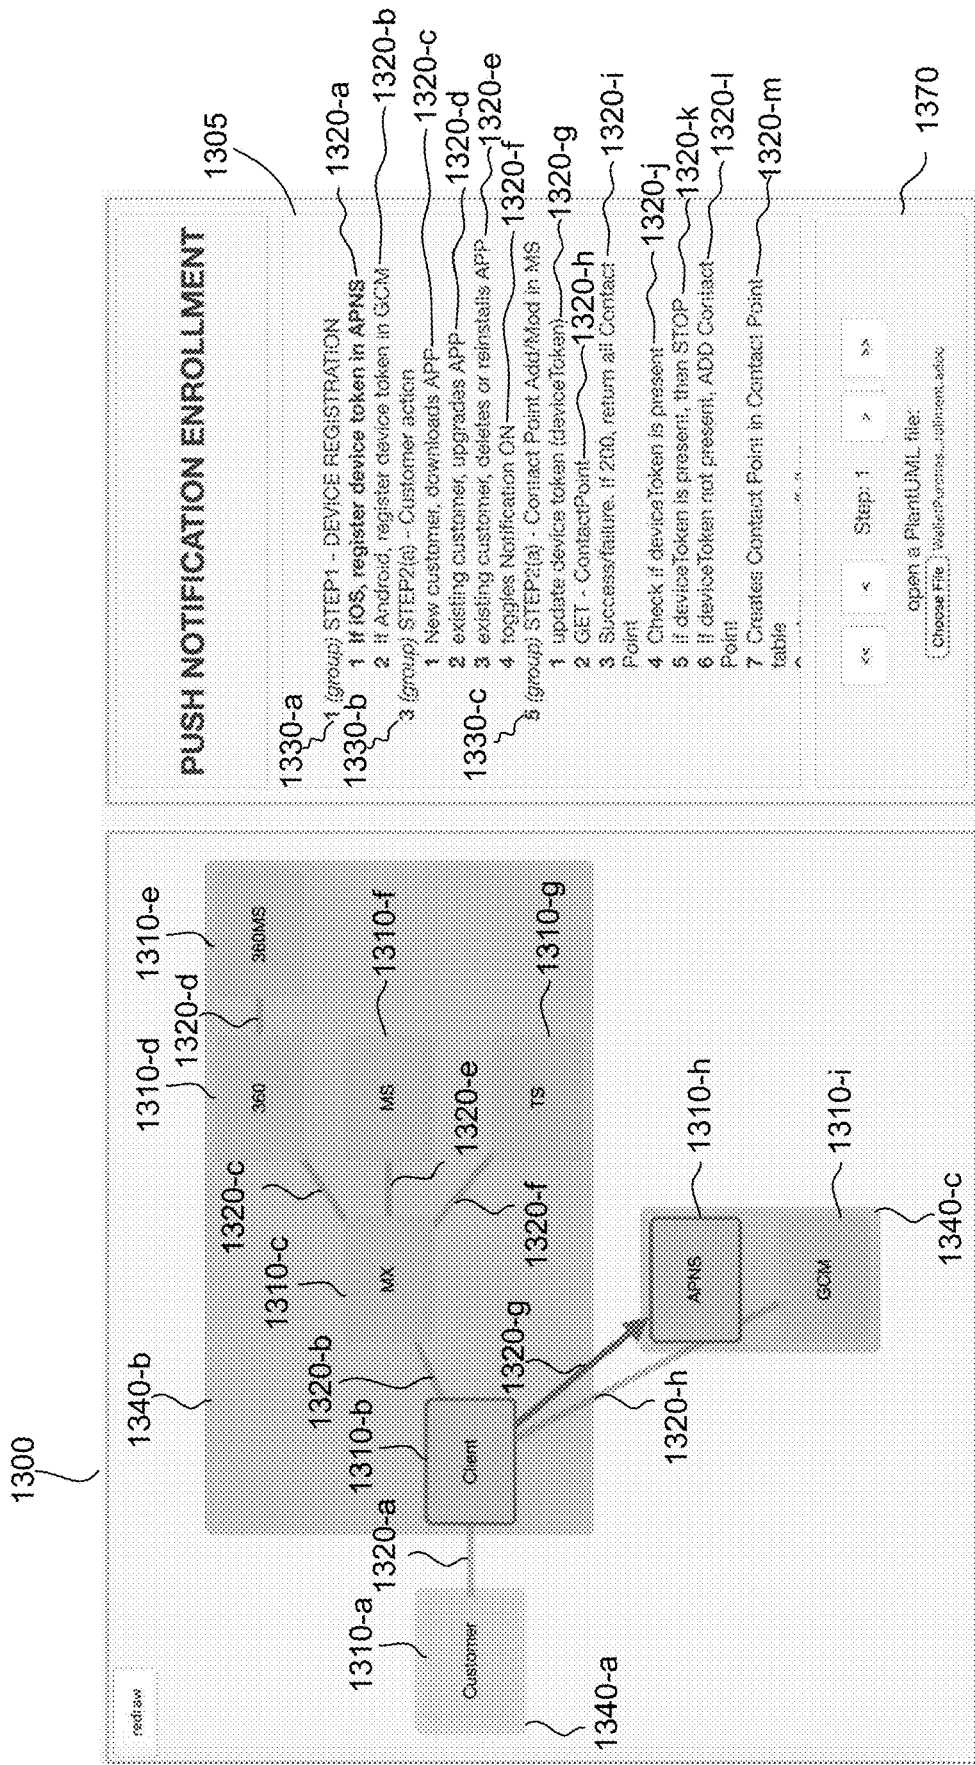 1300
redraw
1340-b
1310-d
1320-d
1310-e
360
360MS
1320-c
1310-c
1320-b
MX
MS
1310-f
1320-e
1310-b
1320-a
Client
1310-a
Customer
1340-a
1320-f
TS
1310-g
1320-g
1320-h
APNS
1310-h
GCM
1310-i
1340-c
PUSH NOTIFICATION ENROLLMENT
1305
1330-a
1 (group) STEP1 - DEVICE REGISTRATION
1320-a
1 If iOS, register device token in APNS
1330-b
2 If Android, register device token in GCM
1320-b
3 (group) STEP2(a) - Customer action
1 New customer, downloads APP
1320-c
2 existing customer, upgrades APP
1320-d
3 existing customer, deletes or reinstalls APP
1320-e
4 toggles Notification ON
1320-f
1330-c
5 (group) STEP2(a) - Contact Point Add/Mod in MS
1 update device token (deviceToken)
1320-g
2 GET - ContactPoint
1320-h
3 Success/failure. If 200, return all Contact
Point
1320-i
4 Check if deviceToken is present
1320-j
5 if deviceToken is present, then STOP
1320-k
6 If deviceToken not present, ADD Contact
Point
1320-l
7 Creates Contact Point in Contact Point
table
1320-m
<< < Step: 1 > >>
open a PlantUML file:
Choose File
1370